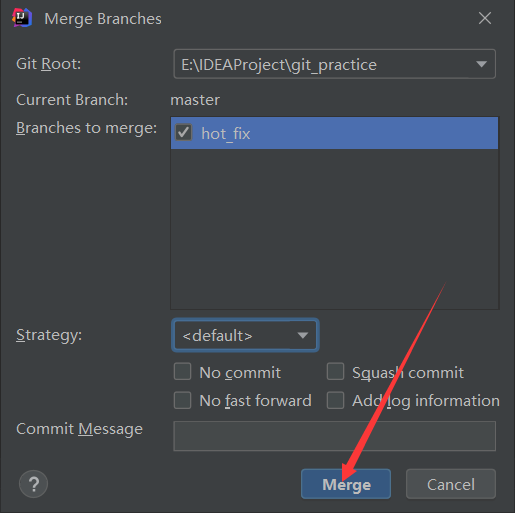 Merge Branches
Git Root: E:\IDEAProject\git_practice
Current Branch: master
Branches to merge: hot_fix
Strategy: <default>
No commit Squash commit
No fast forward Add log information
Commit Message
? Merge Cancel